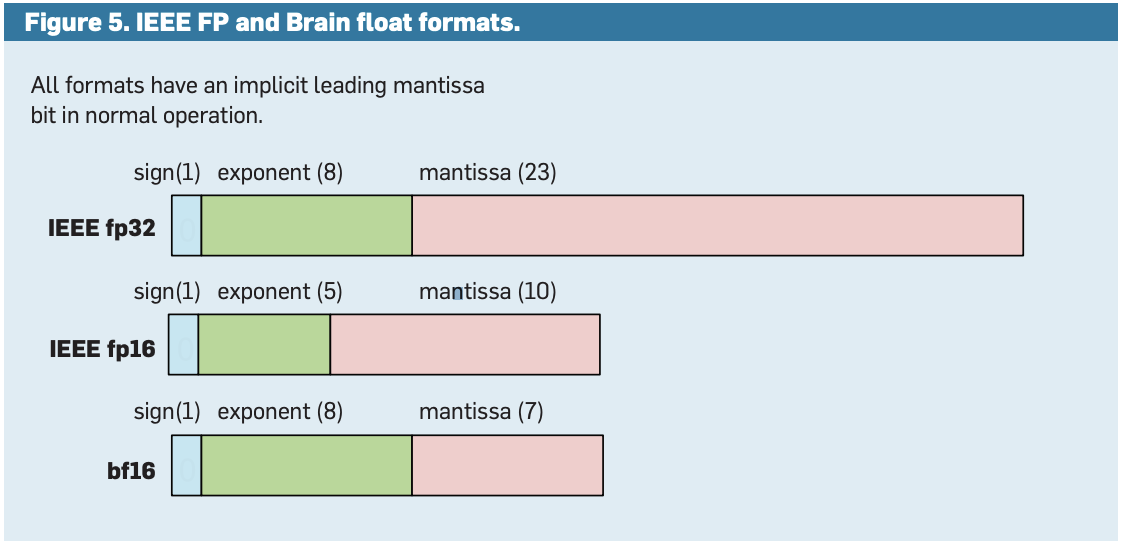 Figure 5. IEEE FP and Brain float formats.
All formats have an implicit leading mantissa
bit in normal operation.
sign(1) exponent (8) mantissa (23)
IEEE fp32
sign(1) exponent (5) mantissa (10)
IEEE fp16
sign(1) exponent (8) mantissa (7)
bf16